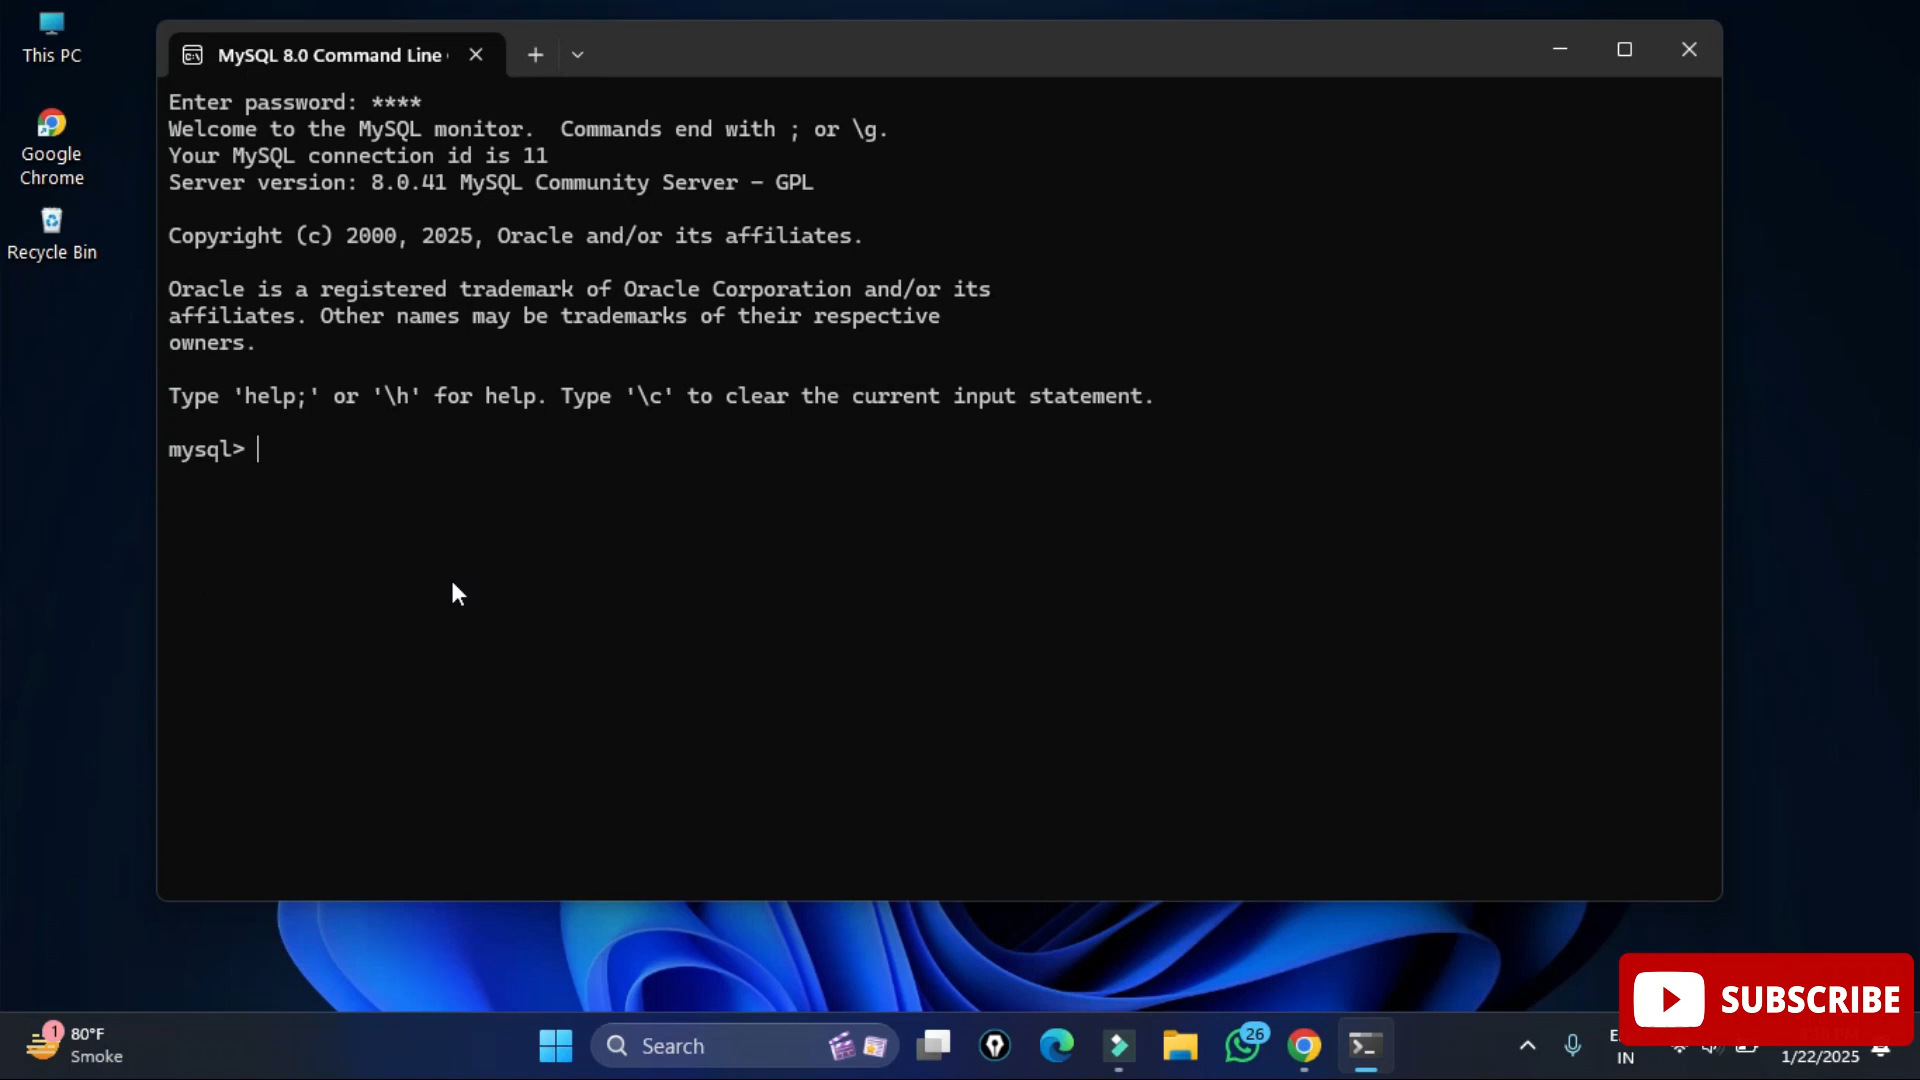 This PC
Google
Chrome
Recycle Bin
MySQL 8.0 Command Line
Enter password: ****
Welcome to the MySQL monitor.  Commands end with ; or \g.
Your MySQL connection id is 11
Server version: 8.0.41 MySQL Community Server - GPL
Copyright (c) 2000, 2025, Oracle and/or its affiliates.
Oracle is a registered trademark of Oracle Corporation and/or its
affiliates. Other names may be trademarks of their respective
owners.
Type 'help;' or '\h' for help. Type '\c' to clear the current input statement.
mysql>
SUBSCRIBE
1
80°F
Smoke
Search
26
IN
1/22/2025